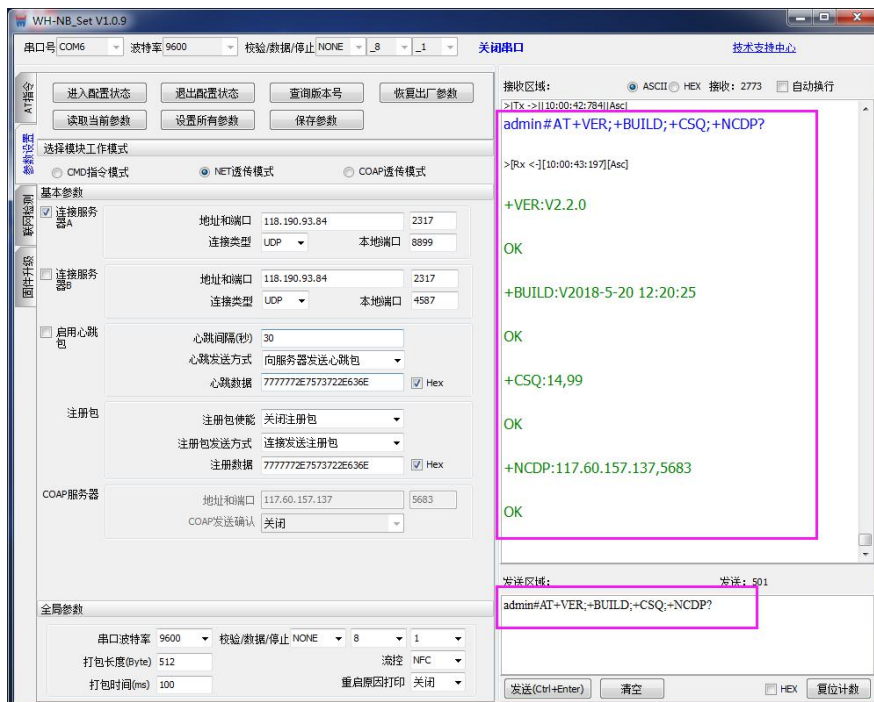 WH-NB_Set V1.0.9
串口号 COM6 波特率 9600 校验/数据/停止 NONE _8 _1 关闭串口 技术支持中心
AT指令
参数设置
联网检测
固件升级
进入配置状态 退出配置状态 查询版本号 恢复出厂参数
读取当前参数 设置所有参数 保存参数
选择模块工作模式
CMD指令模式 NET透传模式 COAP透传模式
基本参数
连接服务器A 地址和端口 118.190.93.84 2317
连接类型 UDP 本地端口 8899
连接服务器B 地址和端口 118.190.93.84 2317
连接类型 UDP 本地端口 4587
启用心跳包 心跳间隔(秒) 30
心跳发送方式 向服务器发送心跳包
心跳数据 7777772E7573722E636E Hex
注册包 注册包使能 关闭注册包
注册包发送方式 连接发送注册包
注册数据 7777772E7573722E636E Hex
COAP服务器 地址和端口 117.60.157.137 5683
COAP发送确认 关闭
全局参数
串口波特率 9600 校验/数据/停止 NONE 8 1
打包长度(Byte) 512 流控 NFC
打包时间(ms) 100 重启原因打印 关闭
接收区域: ASCII HEX 接收: 2773 自动换行
>[Tx ->][10:00:42:784][Asc]
admin#AT+VER;+BUILD;+CSQ;+NCDP?
>[Rx <-][10:00:43:197][Asc]
+VER:V2.2.0
OK
+BUILD:V2018-5-20 12:20:25
OK
+CSQ:14,99
OK
+NCDP:117.60.157.137,5683
OK
发送区域: 发送: 501
admin#AT+VER;+BUILD;+CSQ;+NCDP?
发送(Ctrl+Enter) 清空 HEX 复位计数